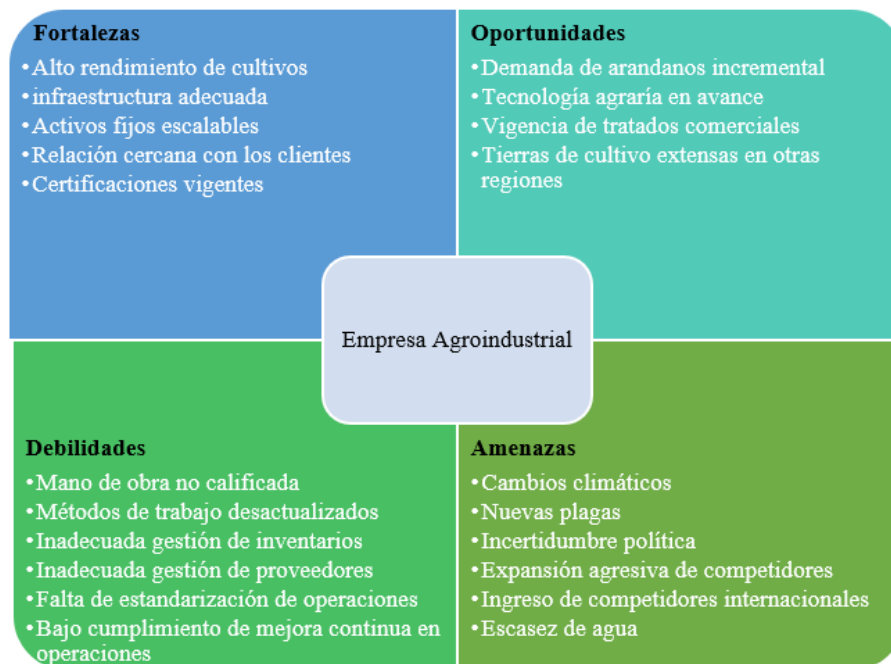 Fortalezas
•Alto rendimiento de cultivos
•infraestructura adecuada
•Activos fijos escalables
•Relación cercana con los clientes
•Certificaciones vigentes
Oportunidades
•Demanda de arandanos incremental
•Tecnología agraría en avance
•Vigencia de tratados comerciales
•Tierras de cultivo extensas en otras
regiones
Empresa Agroindustrial
Debilidades
•Mano de obra no calificada
•Métodos de trabajo desactualizados
•Inadecuada gestión de inventarios
•Inadecuada gestión de proveedores
•Falta de estandarización de operaciones
•Bajo cumplimiento de mejora continua en
operaciones
Amenazas
•Cambios climáticos
•Nuevas plagas
•Incertidumbre política
•Expansión agresiva de competidores
•Ingreso de competidores internacionales
•Escasez de agua